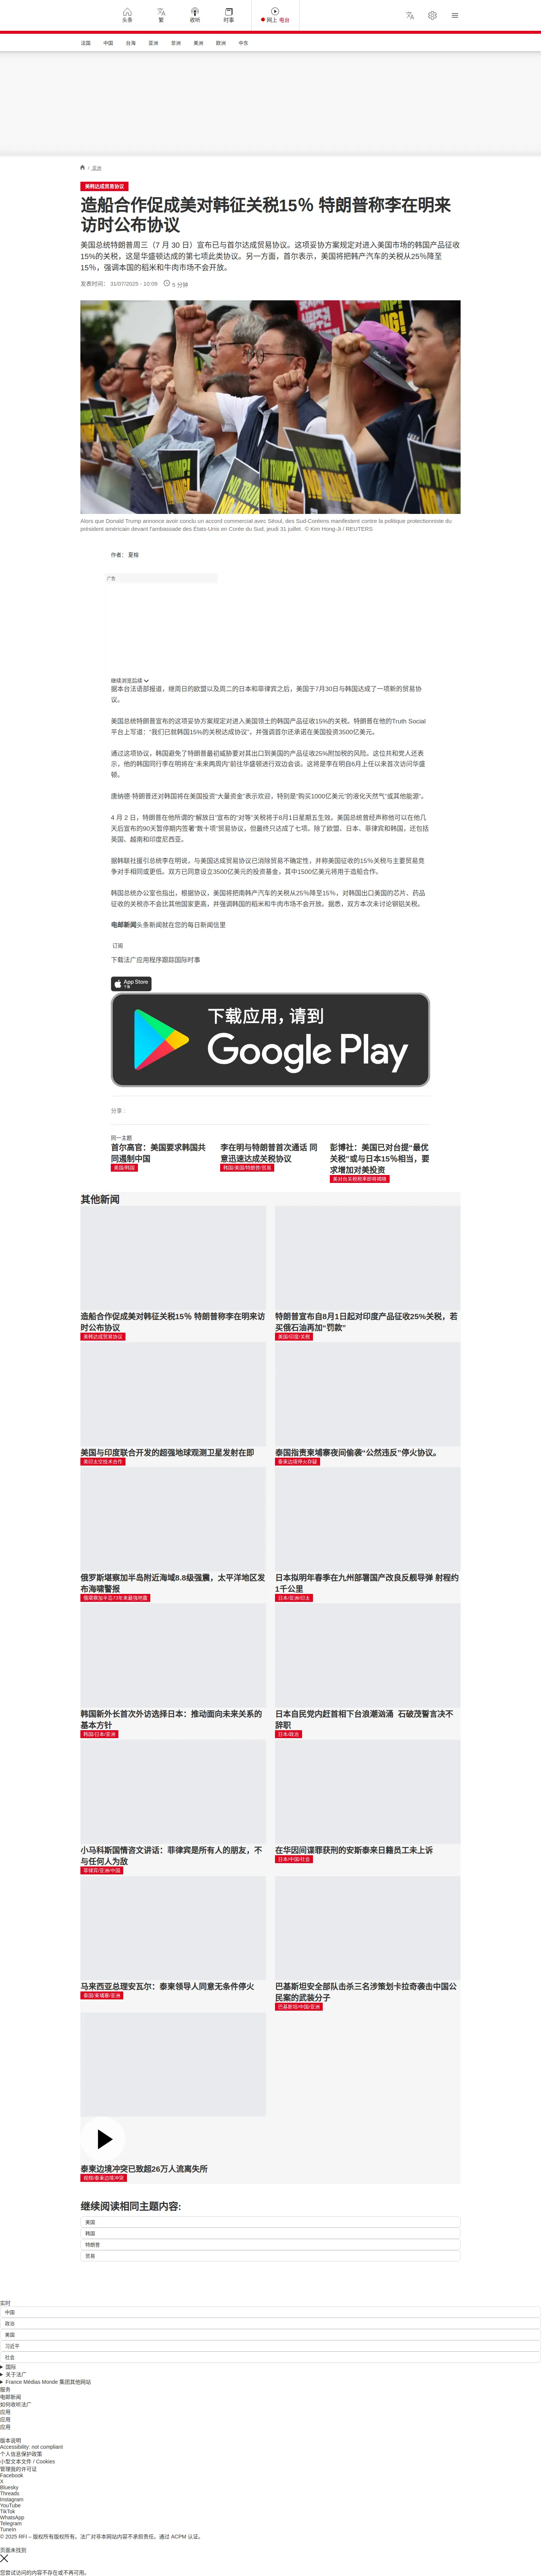 头条
繁
收听
时事
网上 电台
法国 中国 台海 亚洲 非洲 美洲 欧洲 中东
/ 亚洲
美韩达成贸易协议
造船合作促成美对韩征关税15% 特朗普称李在明来
访时公布协议
美国总统特朗普周三（7 月 30 日）宣布已与首尔达成贸易协议。这项妥协方案规定对进入美国市场的韩国产品征收
15%的关税，这是华盛顿达成的第七项此类协议。另一方面，首尔表示，美国将把韩产汽车的关税从25%降至
15%，强调本国的稻米和牛肉市场不会开放。
发表时间： 31/07/2025 - 10:09 5 分钟
Alors que Donald Trump annonce avoir conclu un accord commercial avec Séoul, des Sud-Coréens manifestent contre la politique protectionniste du
président américain devant l'ambassade des Etats-Unis en Corée du Sud, jeudi 31 juillet. © Kim Hong-Ji / REUTERS
作者： 夏榕
广告
继续浏览后续
据本台法语部报道，继周日的欧盟以及周二的日本和菲律宾之后，美国于7月30日与韩国达成了一项新的贸易协
议。
美国总统特朗普宣布的这项妥协方案规定对进入美国领土的韩国产品征收15%的关税。特朗普在他的Truth Social
平台上写道：“我们已就韩国15%的关税达成协议”，并强调首尔还承诺在美国投资3500亿美元。
通过这项协议，韩国避免了特朗普最初威胁要对其出口到美国的产品征收25%附加税的风险。这位共和党人还表
示，他的韩国同行李在明将在“未来两周内”前往华盛顿进行双边会谈。这将是李在明自6月上任以来首次访问华盛
顿。
唐纳德·特朗普还对韩国将在美国投资“大量资金”表示欢迎，特别是“购买1000亿美元”的液化天然气“或其他能源”。
4 月 2 日，特朗普在他所谓的“解放日”宣布的“对等”关税将于8月1日星期五生效。美国总统曾经声称他可以在他几
天后宣布的90天暂停期内签署“数十项”贸易协议，但最终只达成了七项。除了欧盟、日本、菲律宾和韩国，还包括
英国、越南和印度尼西亚。
据韩联社援引总统李在明说，与美国达成贸易协议已消除贸易不确定性，并称美国征收的15%关税与主要贸易竞
争对手相同或更低。双方已同意设立3500亿美元的投资基金，其中1500亿美元将用于造船合作。
韩国总统办公室也指出，根据协议，美国将把南韩产汽车的关税从25%降至15%，对韩国出口美国的芯片、药品
征收的关税亦不会比其他国家更高，并强调韩国的稻米和牛肉市场不会开放。据悉，双方本次未讨论钢铝关税。
电邮新闻头条新闻就在您的每日新闻信里
订阅
下载法广应用程序跟踪国际时事
App Store
下载
下载应用，请到
Google Play
分享 :
同一主题
首尔高官：美国要求韩国共
同遏制中国
美国/韩国
李在明与特朗普首次通话 同
意迅速达成关税协议
韩国/美国/特朗普/贸易
彭博社：美国已对台提“最优
关税”或与日本15%相当，要
求增加对美投资
美对台关税税率即将揭晓
其他新闻
造船合作促成美对韩征关税15% 特朗普称李在明来访
时公布协议
美韩达成贸易协议
特朗普宣布自8月1日起对印度产品征收25%关税，若
买俄石油再加“罚款”
美国/印度/关税
美国与印度联合开发的超强地球观测卫星发射在即
美印太空技术合作
泰国指责柬埔寨夜间偷袭“公然违反”停火协议。
泰柬边境停火存疑
俄罗斯堪察加半岛附近海域8.8级强震，太平洋地区发
布海啸警报
俄堪察加半岛73年来最强地震
日本拟明年春季在九州部署国产改良反舰导弹 射程约
1千公里
日本/亚洲/印太
韩国新外长首次外访选择日本：推动面向未来关系的
基本方针
韩国/日本/亚洲
日本自民党内赶首相下台浪潮汹涌 石破茂誓言决不
辞职
日本/政治
小马科斯国情咨文讲话：菲律宾是所有人的朋友，不
与任何人为敌
菲律宾/亚洲/中国
在华因间谍罪获刑的安斯泰来日籍员工未上诉
日本/中国/社会
马来西亚总理安瓦尔：泰柬领导人同意无条件停火
泰国/柬埔寨/亚洲
巴基斯坦安全部队击杀三名涉策划卡拉奇袭击中国公
民案的武装分子
巴基斯坦/中国/亚洲
泰柬边境冲突已致超26万人流离失所
视频/泰柬边境冲突
继续阅读相同主题内容:
美国
韩国
特朗普
贸易
实时
中国
政治
美国
习近平
社会
国际
关于法广
France Médias Monde 集团其他网站
服务
电邮新闻
如何收听法广
应用
应用
应用
版本说明
Accessibility: not compliant
个人信息保护政策
小型文本文件 / Cookies
管理我的许可证
Facebook
X
Bluesky
Threads
Instagram
YouTube
TikTok
WhatsApp
Telegram
TuneIn
© 2025 RFI – 版权所有版权所有。法广对非本网站内容不承担责任。通过 ACPM 认证。
页面未找到
您尝试访问的内容不存在或不再可用。